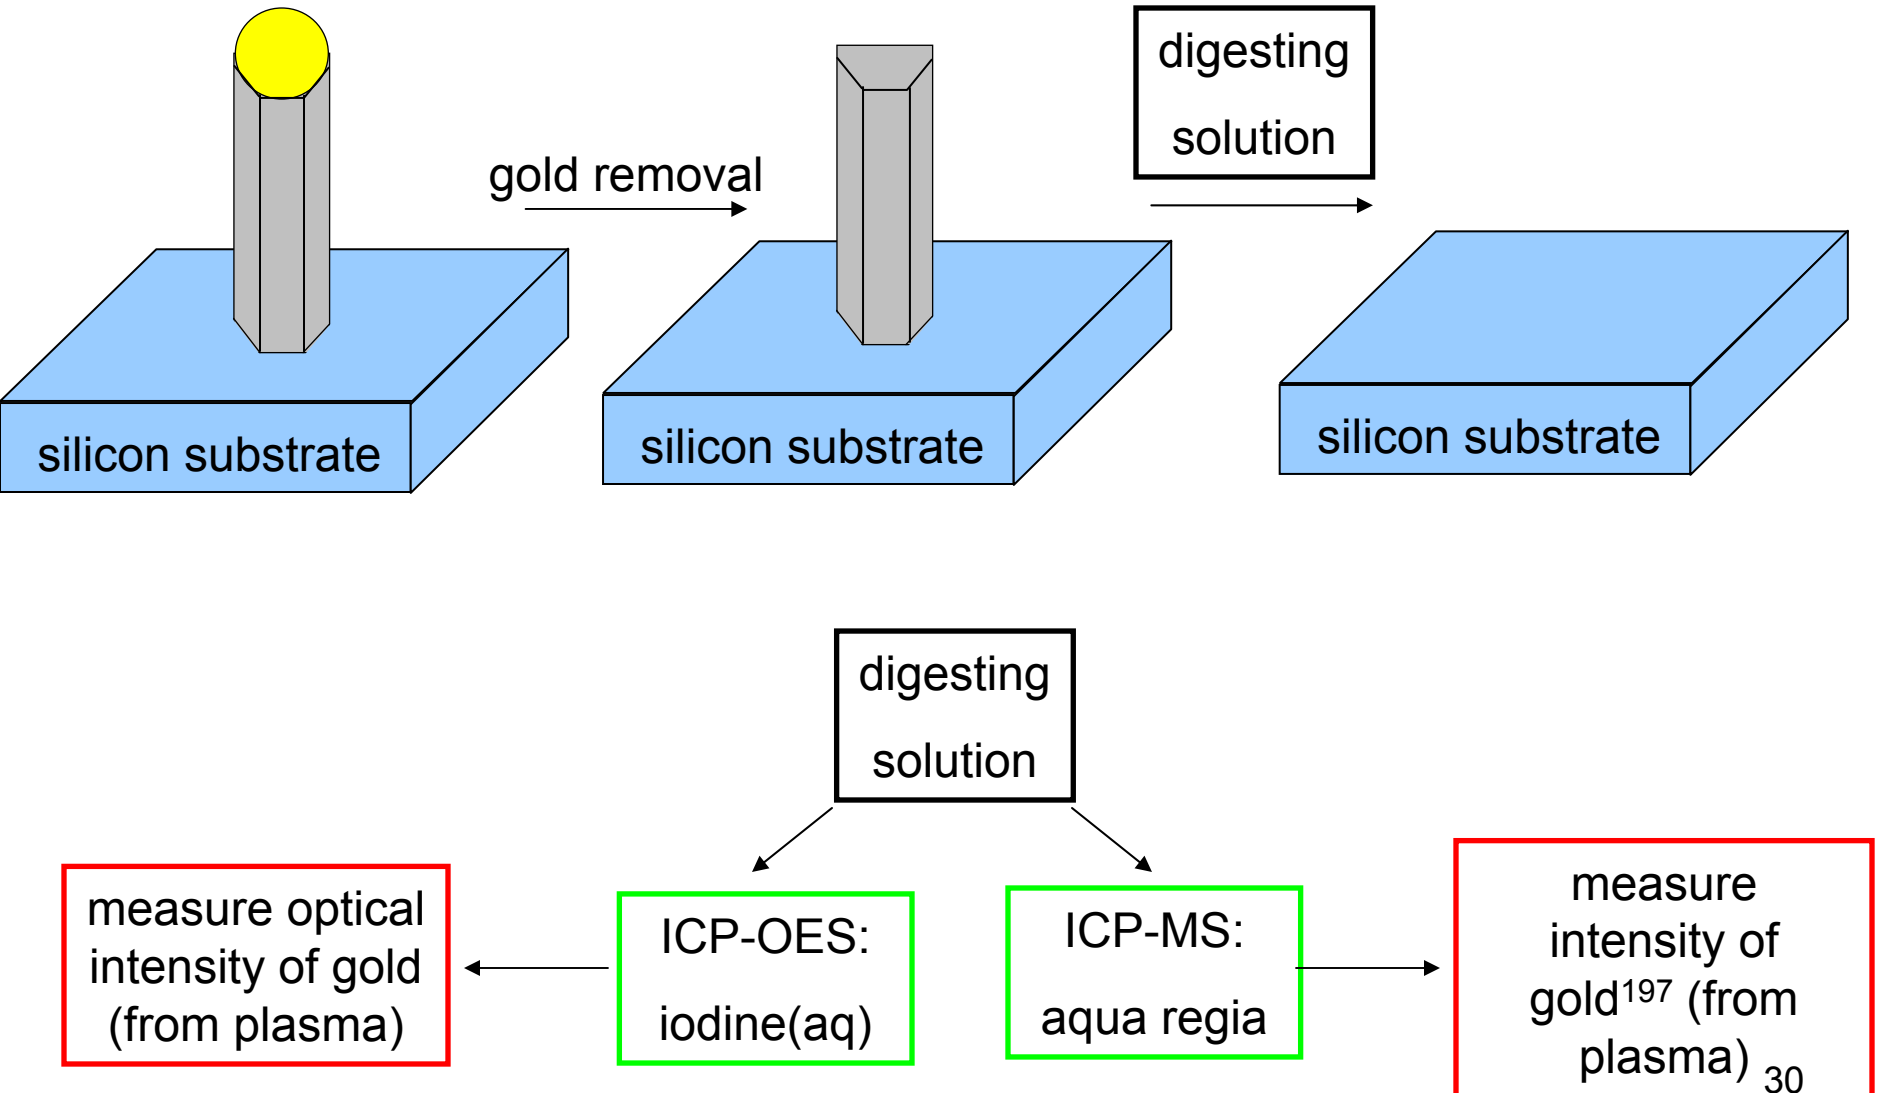 digesting
solution
gold removal
silicon substrate
silicon substrate
silicon substrate
digesting
solution
measure optical
intensity of gold
(from plasma)
ICP-OES:
iodine(aq)
ICP-MS:
aqua regia
measure
intensity of
gold¹⁹⁷ (from
plasma)
30